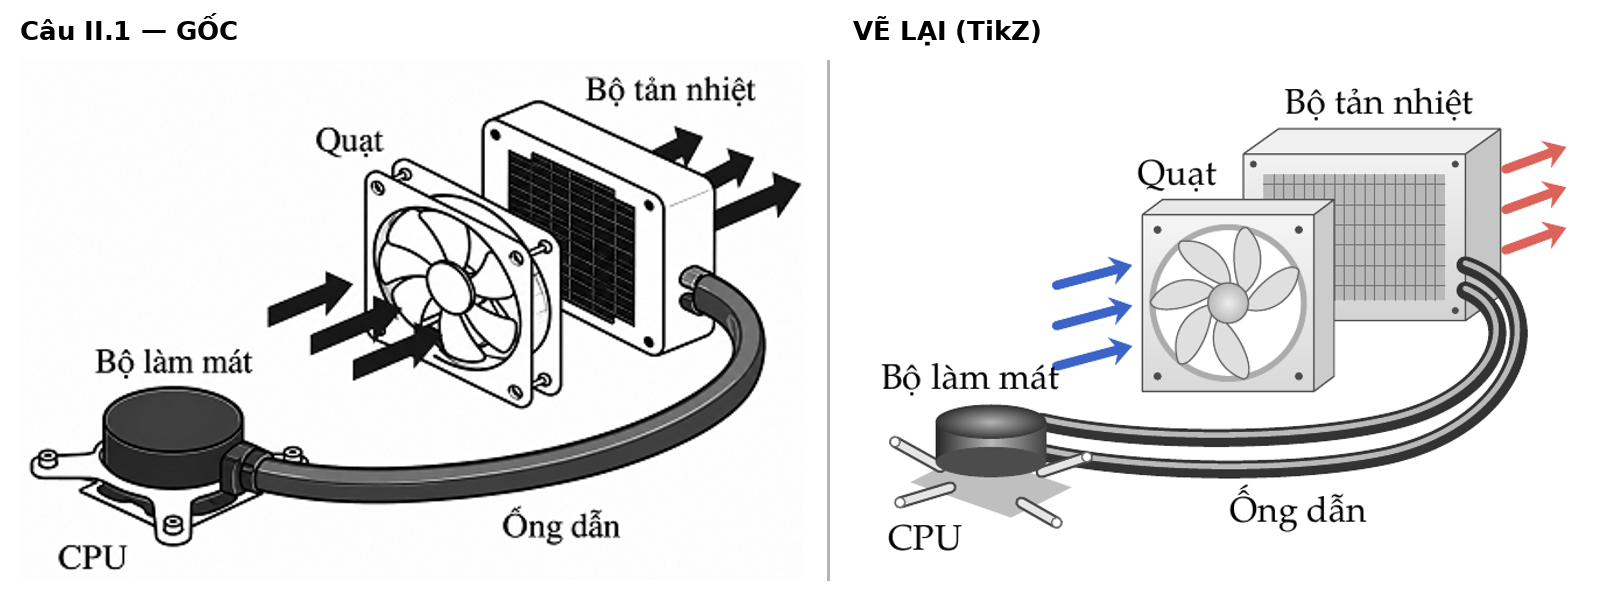 Câu II.1 — GỐC
Bộ tản nhiệt
Quạt
Bộ làm mát
Ống dẫn
CPU
VẼ LẠI (TikZ)
Bộ tản nhiệt
Quạt
Bộ làm mát
Ống dẫn
CPU